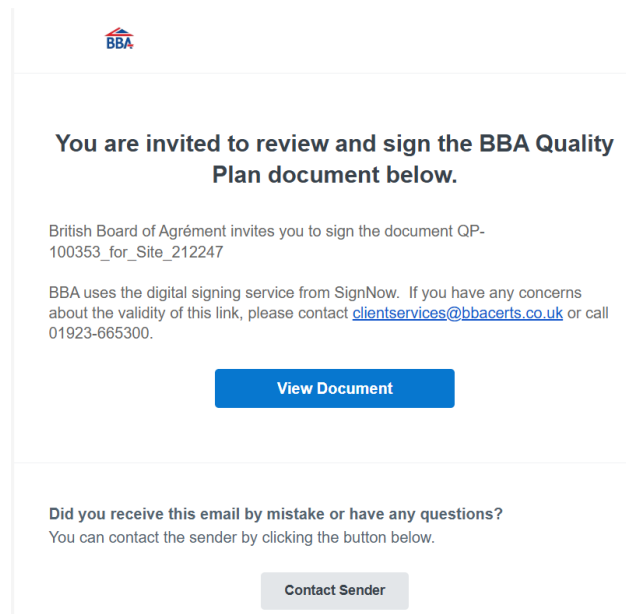 BBA
You are invited to review and sign the BBA Quality
Plan document below.
British Board of Agrément invites you to sign the document QP-
100353_for_Site_212247
BBA uses the digital signing service from SignNow.  If you have any concerns
about the validity of this link, please contact clientservices@bbacerts.co.uk or call
01923-665300.
View Document
Did you receive this email by mistake or have any questions?
You can contact the sender by clicking the button below.
Contact Sender